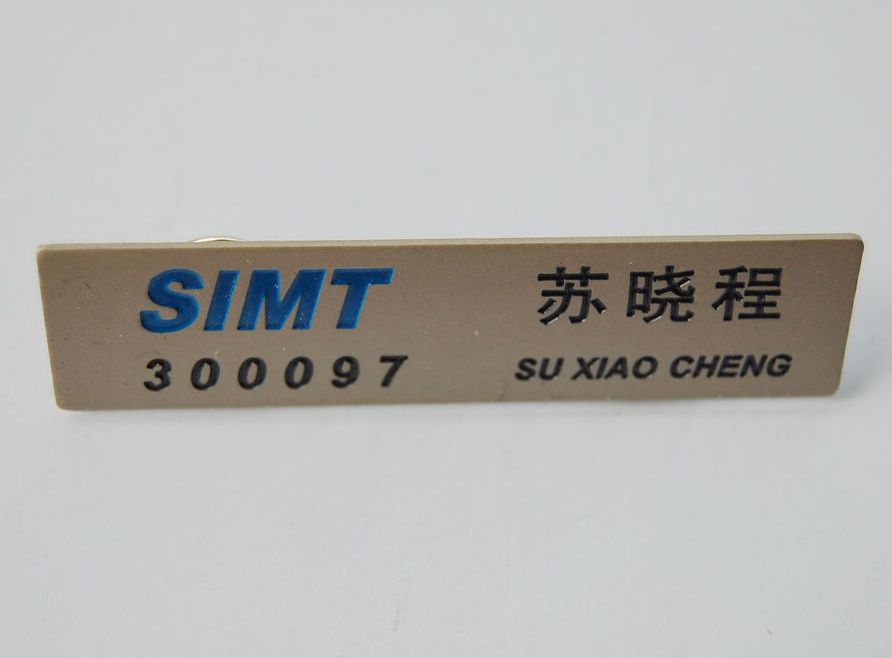 SIMT
300097
苏晓程
SU XIAO CHENG